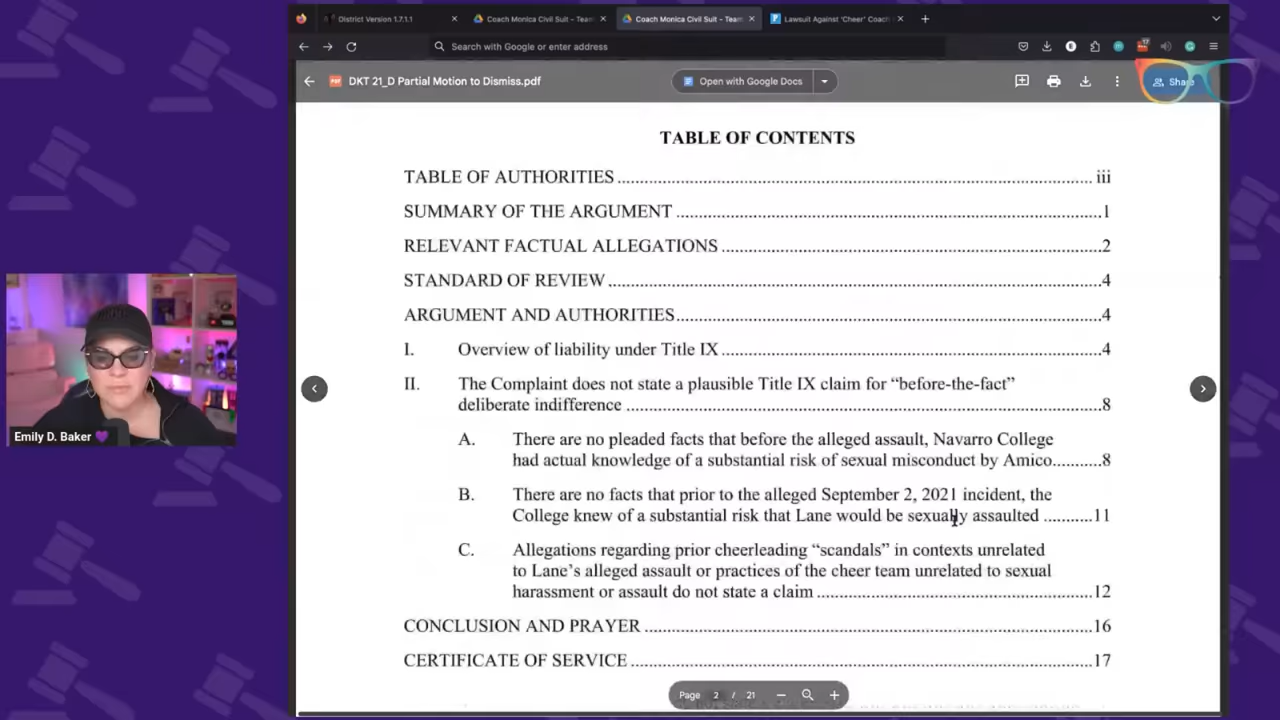 District Version 1.7.1.1
Coach Monica Civil Suit - Team
Coach Monica Civil Suit - Team
Lawsuit Against 'Cheer' Coach
Search with Google or enter address
DKT 21_D Partial Motion to Dismiss.pdf
Open with Google Docs
Share
TABLE OF CONTENTS
TABLE OF AUTHORITIES iii
SUMMARY OF THE ARGUMENT 1
RELEVANT FACTUAL ALLEGATIONS 2
STANDARD OF REVIEW 4
ARGUMENT AND AUTHORITIES 4
I. Overview of liability under Title IX 4
II. The Complaint does not state a plausible Title IX claim for “before-the-fact”
deliberate indifference 8
A. There are no pleaded facts that before the alleged assault, Navarro College
had actual knowledge of a substantial risk of sexual misconduct by Amico 8
B. There are no facts that prior to the alleged September 2, 2021 incident, the
College knew of a substantial risk that Lane would be sexually assaulted 11
C. Allegations regarding prior cheerleading “scandals” in contexts unrelated
to Lane’s alleged assault or practices of the cheer team unrelated to sexual
harassment or assault do not state a claim 12
CONCLUSION AND PRAYER 16
CERTIFICATE OF SERVICE 17
Page 2 / 21
Emily D. Baker 💜